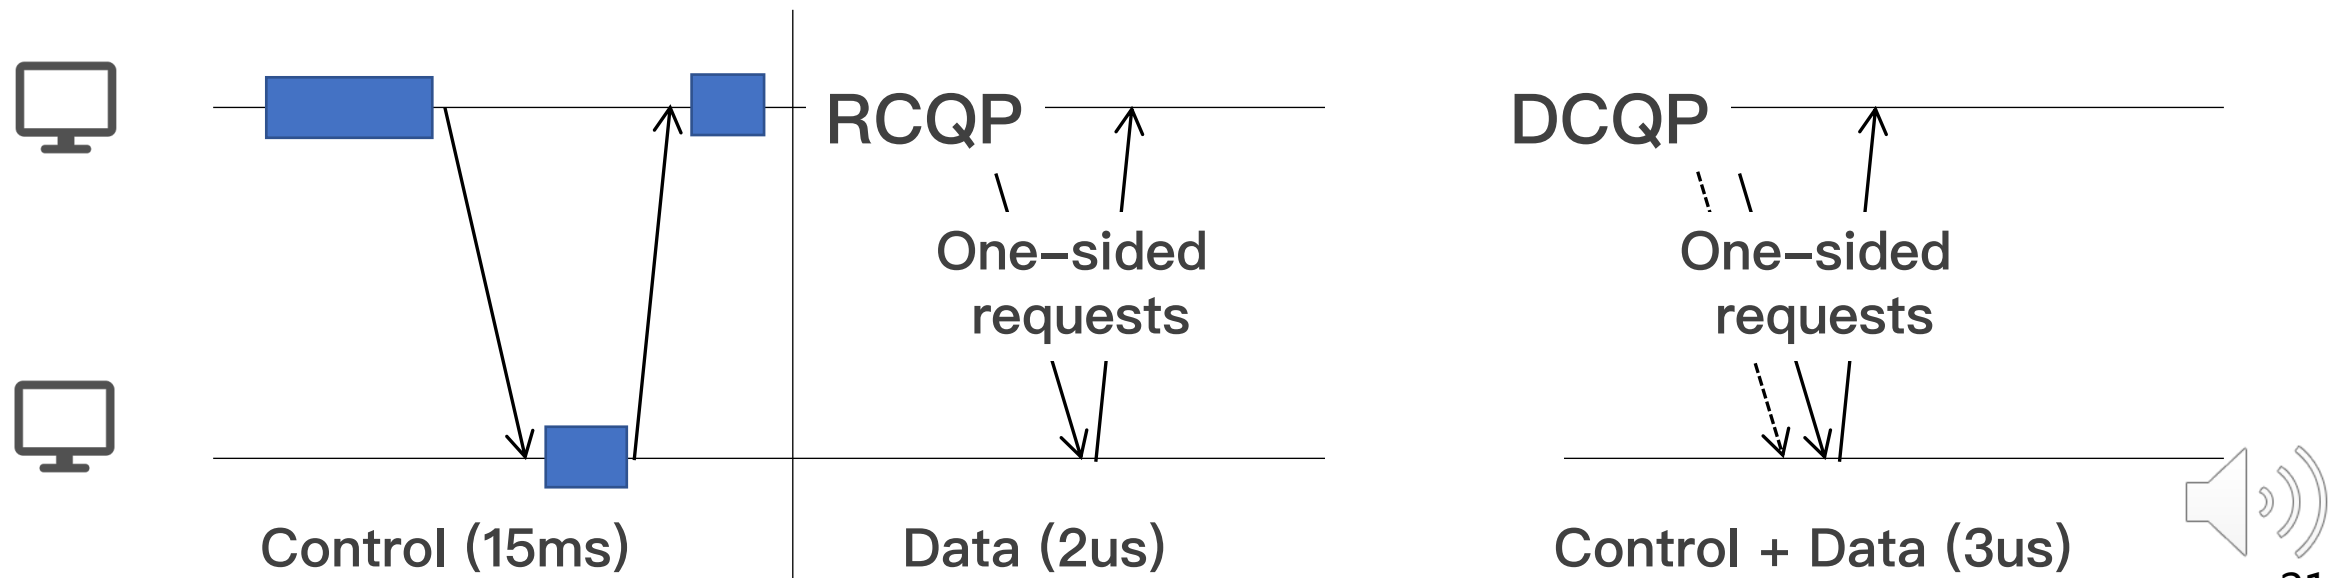 RCQP
DCQP
One-sided
requests
One-sided
requests
Control (15ms)
Data (2us)
Control + Data (3us)